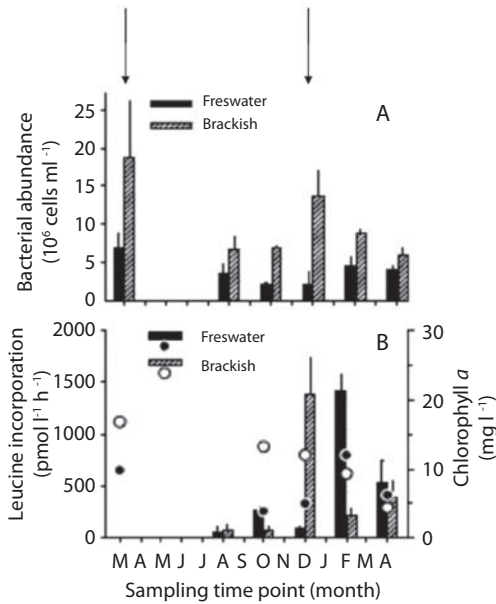 A
Freswater
Brackish
Bacterial abundance
(10⁶ cells ml ⁻¹)
25
20
15
10
5
0
B
Freswater
Brackish
Leucine incorporation
(pmol l⁻¹ h⁻¹)
2000
1500
1000
500
0
30
20
10
0
Chlorophyll a
(mg l⁻¹)
M A M J J A S O N D J F M A
Sampling time point (month)